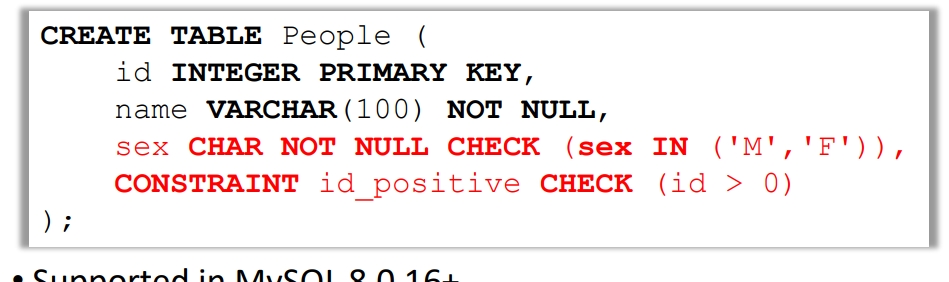 CREATE TABLE People (
    id INTEGER PRIMARY KEY,
    name VARCHAR(100) NOT NULL,
    sex CHAR NOT NULL CHECK (sex IN ('M','F')),
    CONSTRAINT id_positive CHECK (id > 0)
);
• Supported in MySQL 8.0.16+